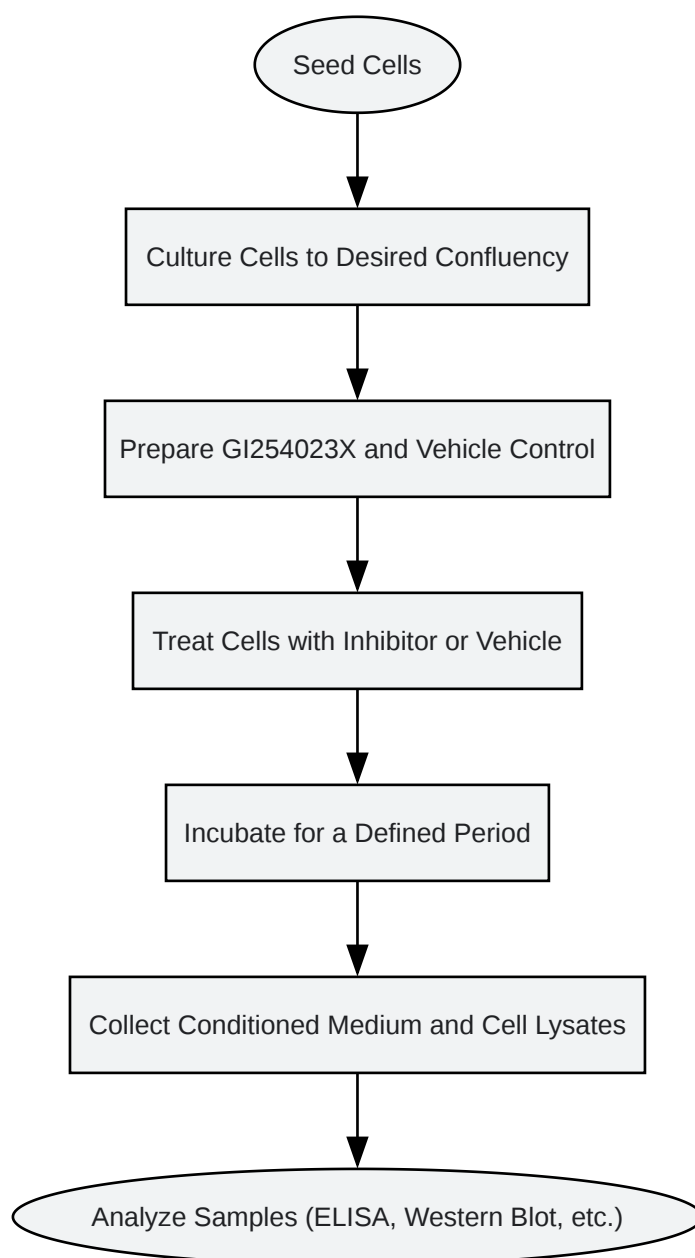 Seed Cells
Culture Cells to Desired Confluency
Prepare GI254023X and Vehicle Control
Treat Cells with Inhibitor or Vehicle
Incubate for a Defined Period
Collect Conditioned Medium and Cell Lysates
Analyze Samples (ELISA, Western Blot, etc.)